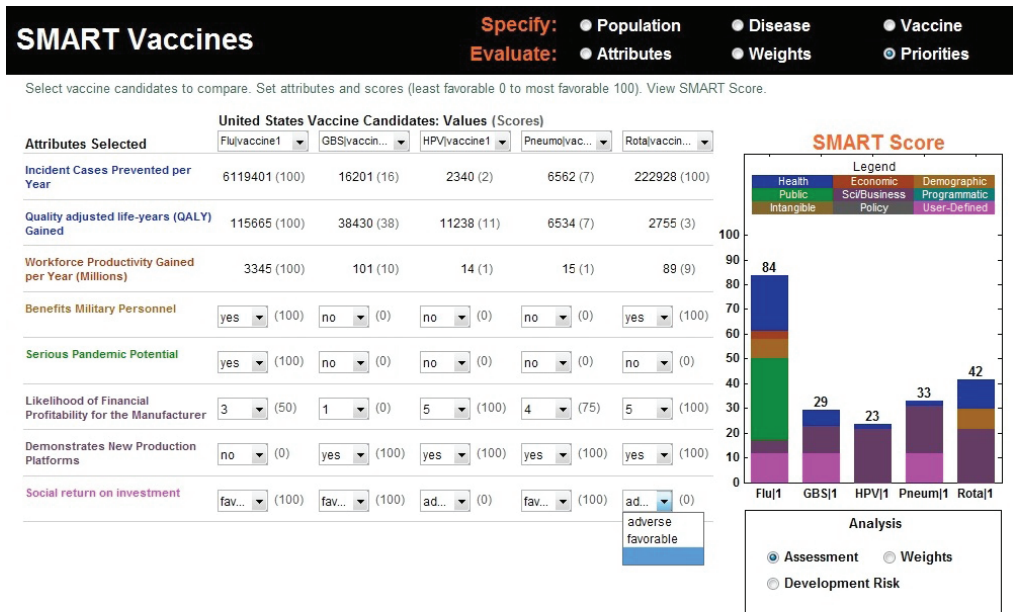 SMART Vaccines
Specify: Population Disease Vaccine
Evaluate: Attributes Weights Priorities
Select vaccine candidates to compare. Set attributes and scores (least favorable 0 to most favorable 100). View SMART Score.
United States Vaccine Candidates: Values (Scores)
Attributes Selected Flu|vaccine1 GBS|vaccin... HPV|vaccine1 Pneumo|vac... Rota|vaccin...
Incident Cases Prevented per
Year
6119401 (100) 16201 (16) 2340 (2) 6562 (7) 222928 (100)
Quality adjusted life-years (QALY)
Gained
115665 (100) 38430 (38) 11238 (11) 6534 (7) 2755 (3)
Workforce Productivity Gained
per Year (Millions)
3345 (100) 101 (10) 14 (1) 15 (1) 89 (9)
Benefits Military Personnel
yes (100) no (0) no (0) no (0) yes (100)
Serious Pandemic Potential
yes (100) no (0) no (0) no (0) no (0)
Likelihood of Financial
Profitability for the Manufacturer
3 (50) 1 (0) 5 (100) 4 (75) 5 (100)
Demonstrates New Production
Platforms
no (0) yes (100) yes (100) yes (100) yes (100)
Social return on investment
fav... (100) fav... (100) ad... (0) fav... (100) ad... (0)
adverse
favorable
SMART Score
Legend
Health Economic Demographic
Public Sci/Business Programmatic
Intangible Policy User-Defined
100
90
80
70
60
50
40
30
20
10
0
84
29
23
33
42
Flu|1 GBS|1 HPV|1 Pneum|1 Rota|1
Analysis
Assessment Weights
Development Risk